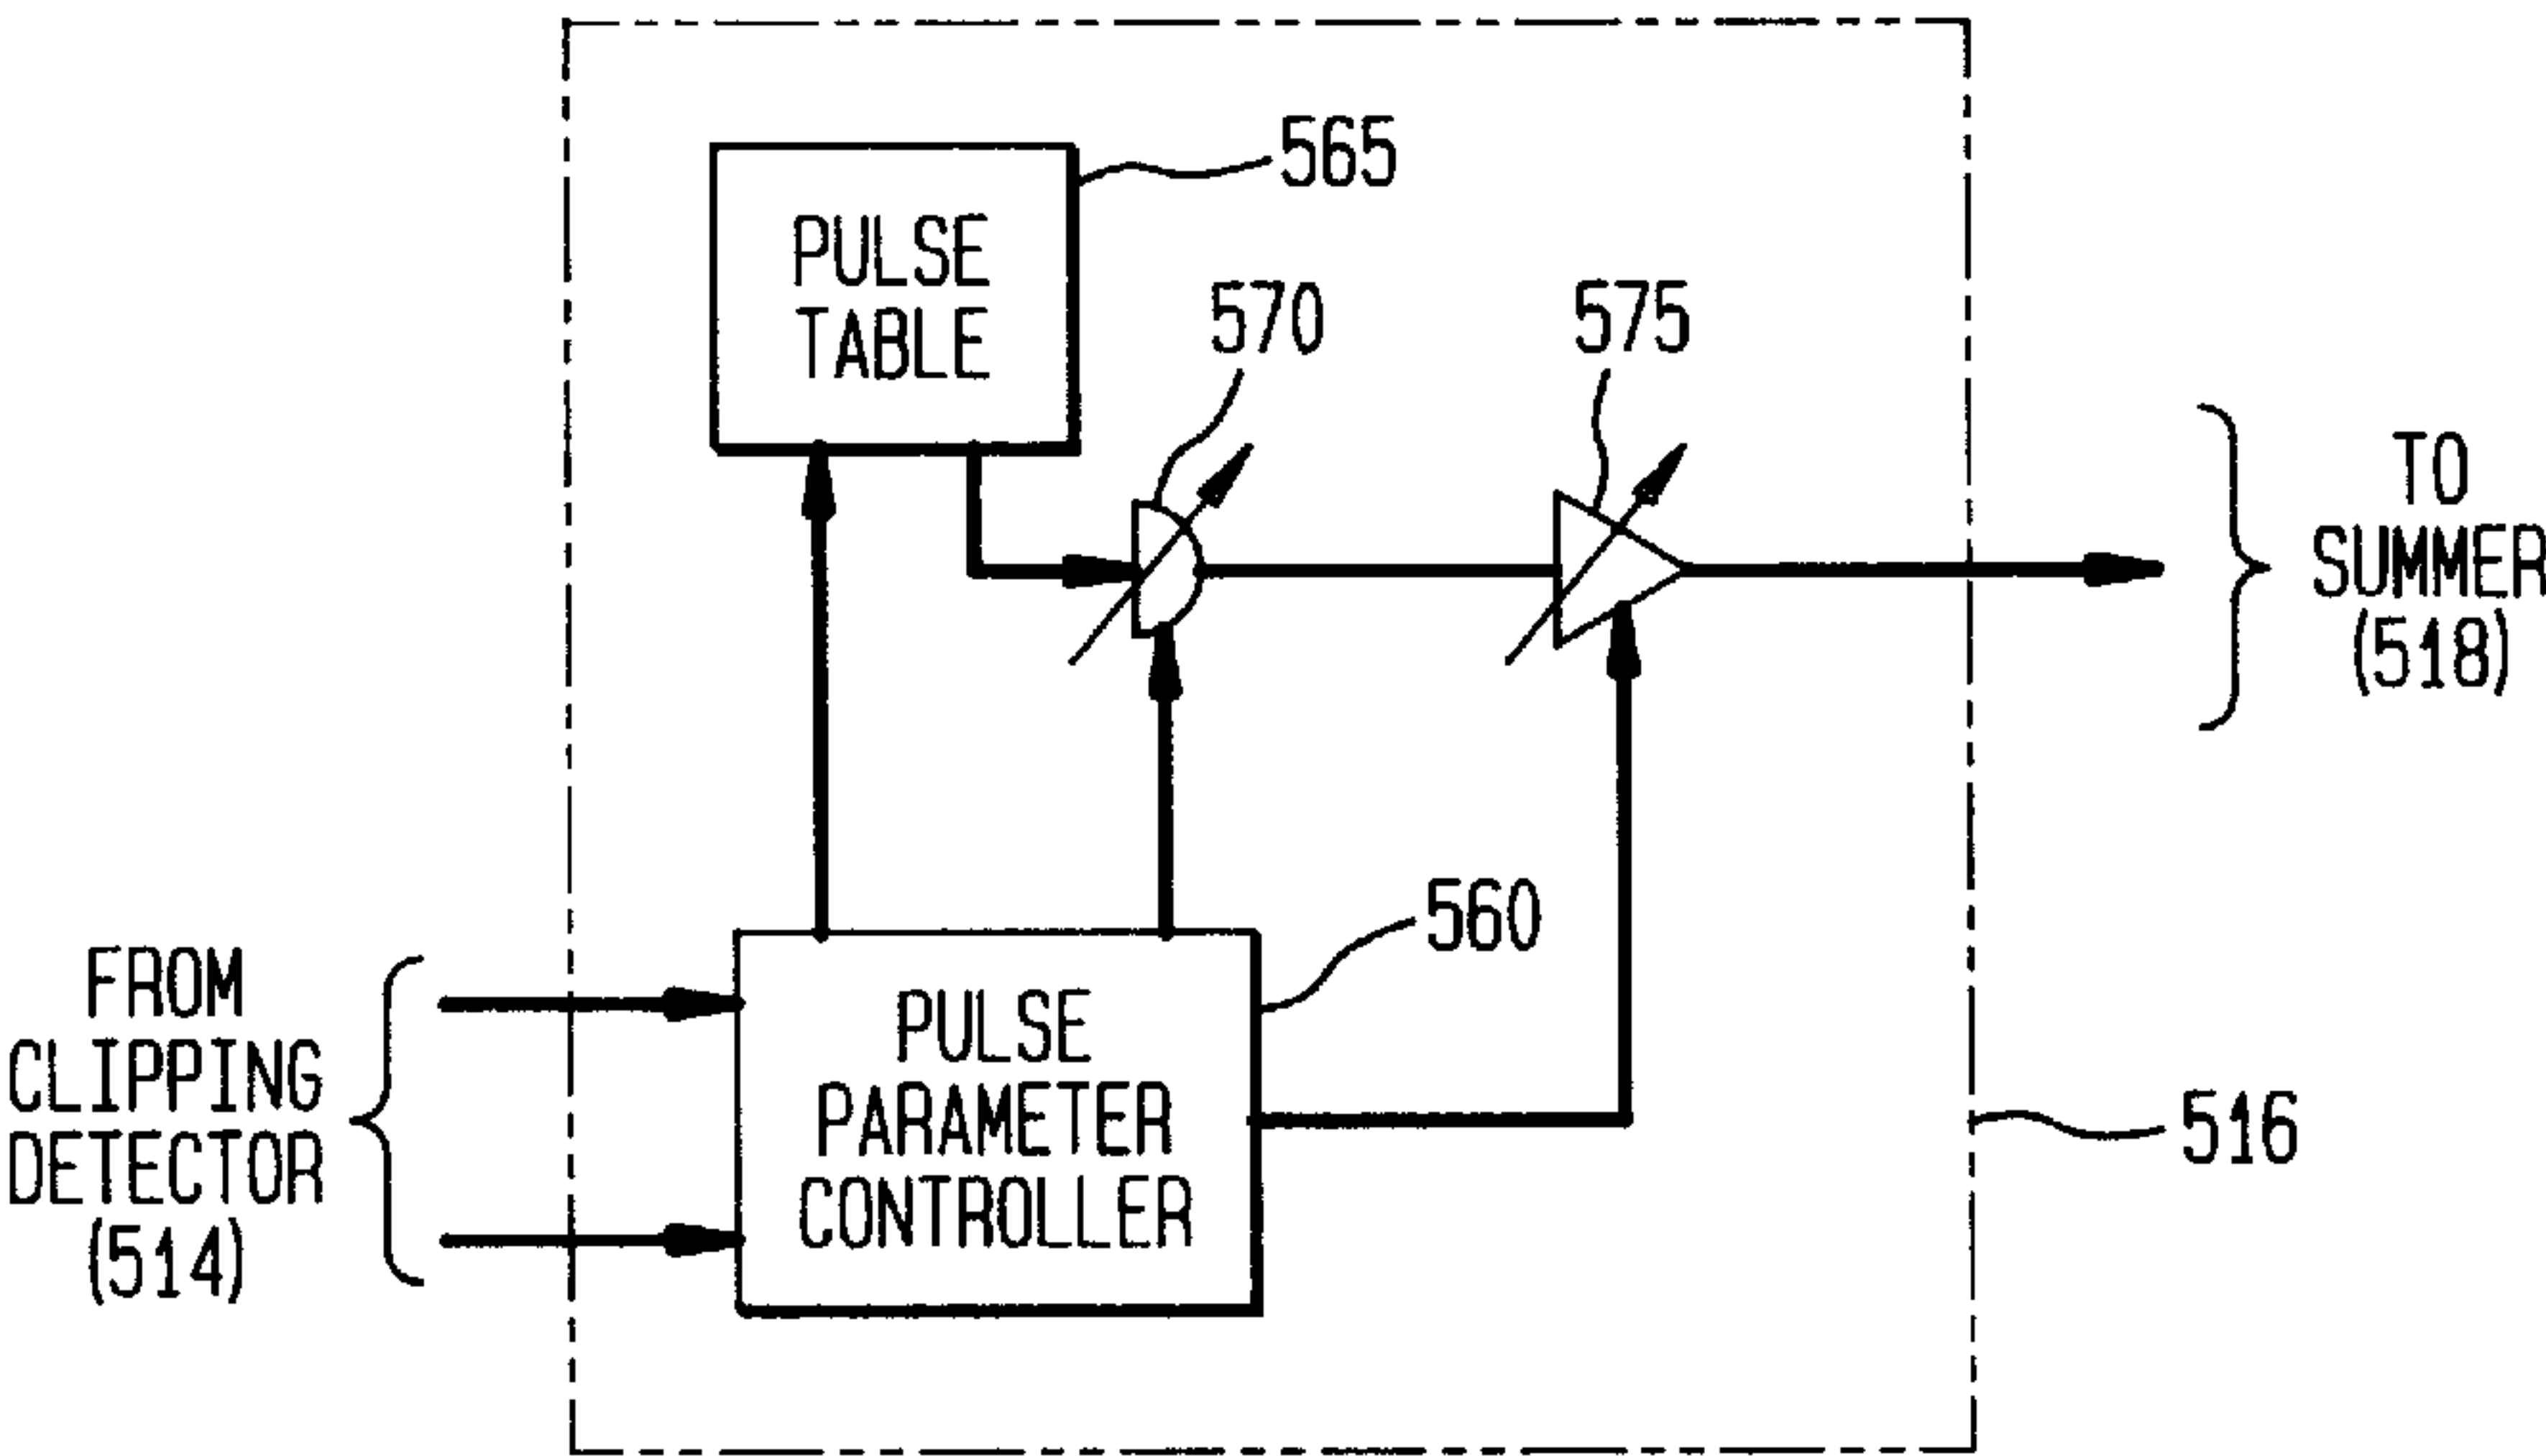 565
PULSE
TABLE
570
575
TO
SUMMER
(518)
560
FROM
CLIPPING
DETECTOR
(514)
PULSE
PARAMETER
CONTROLLER
516